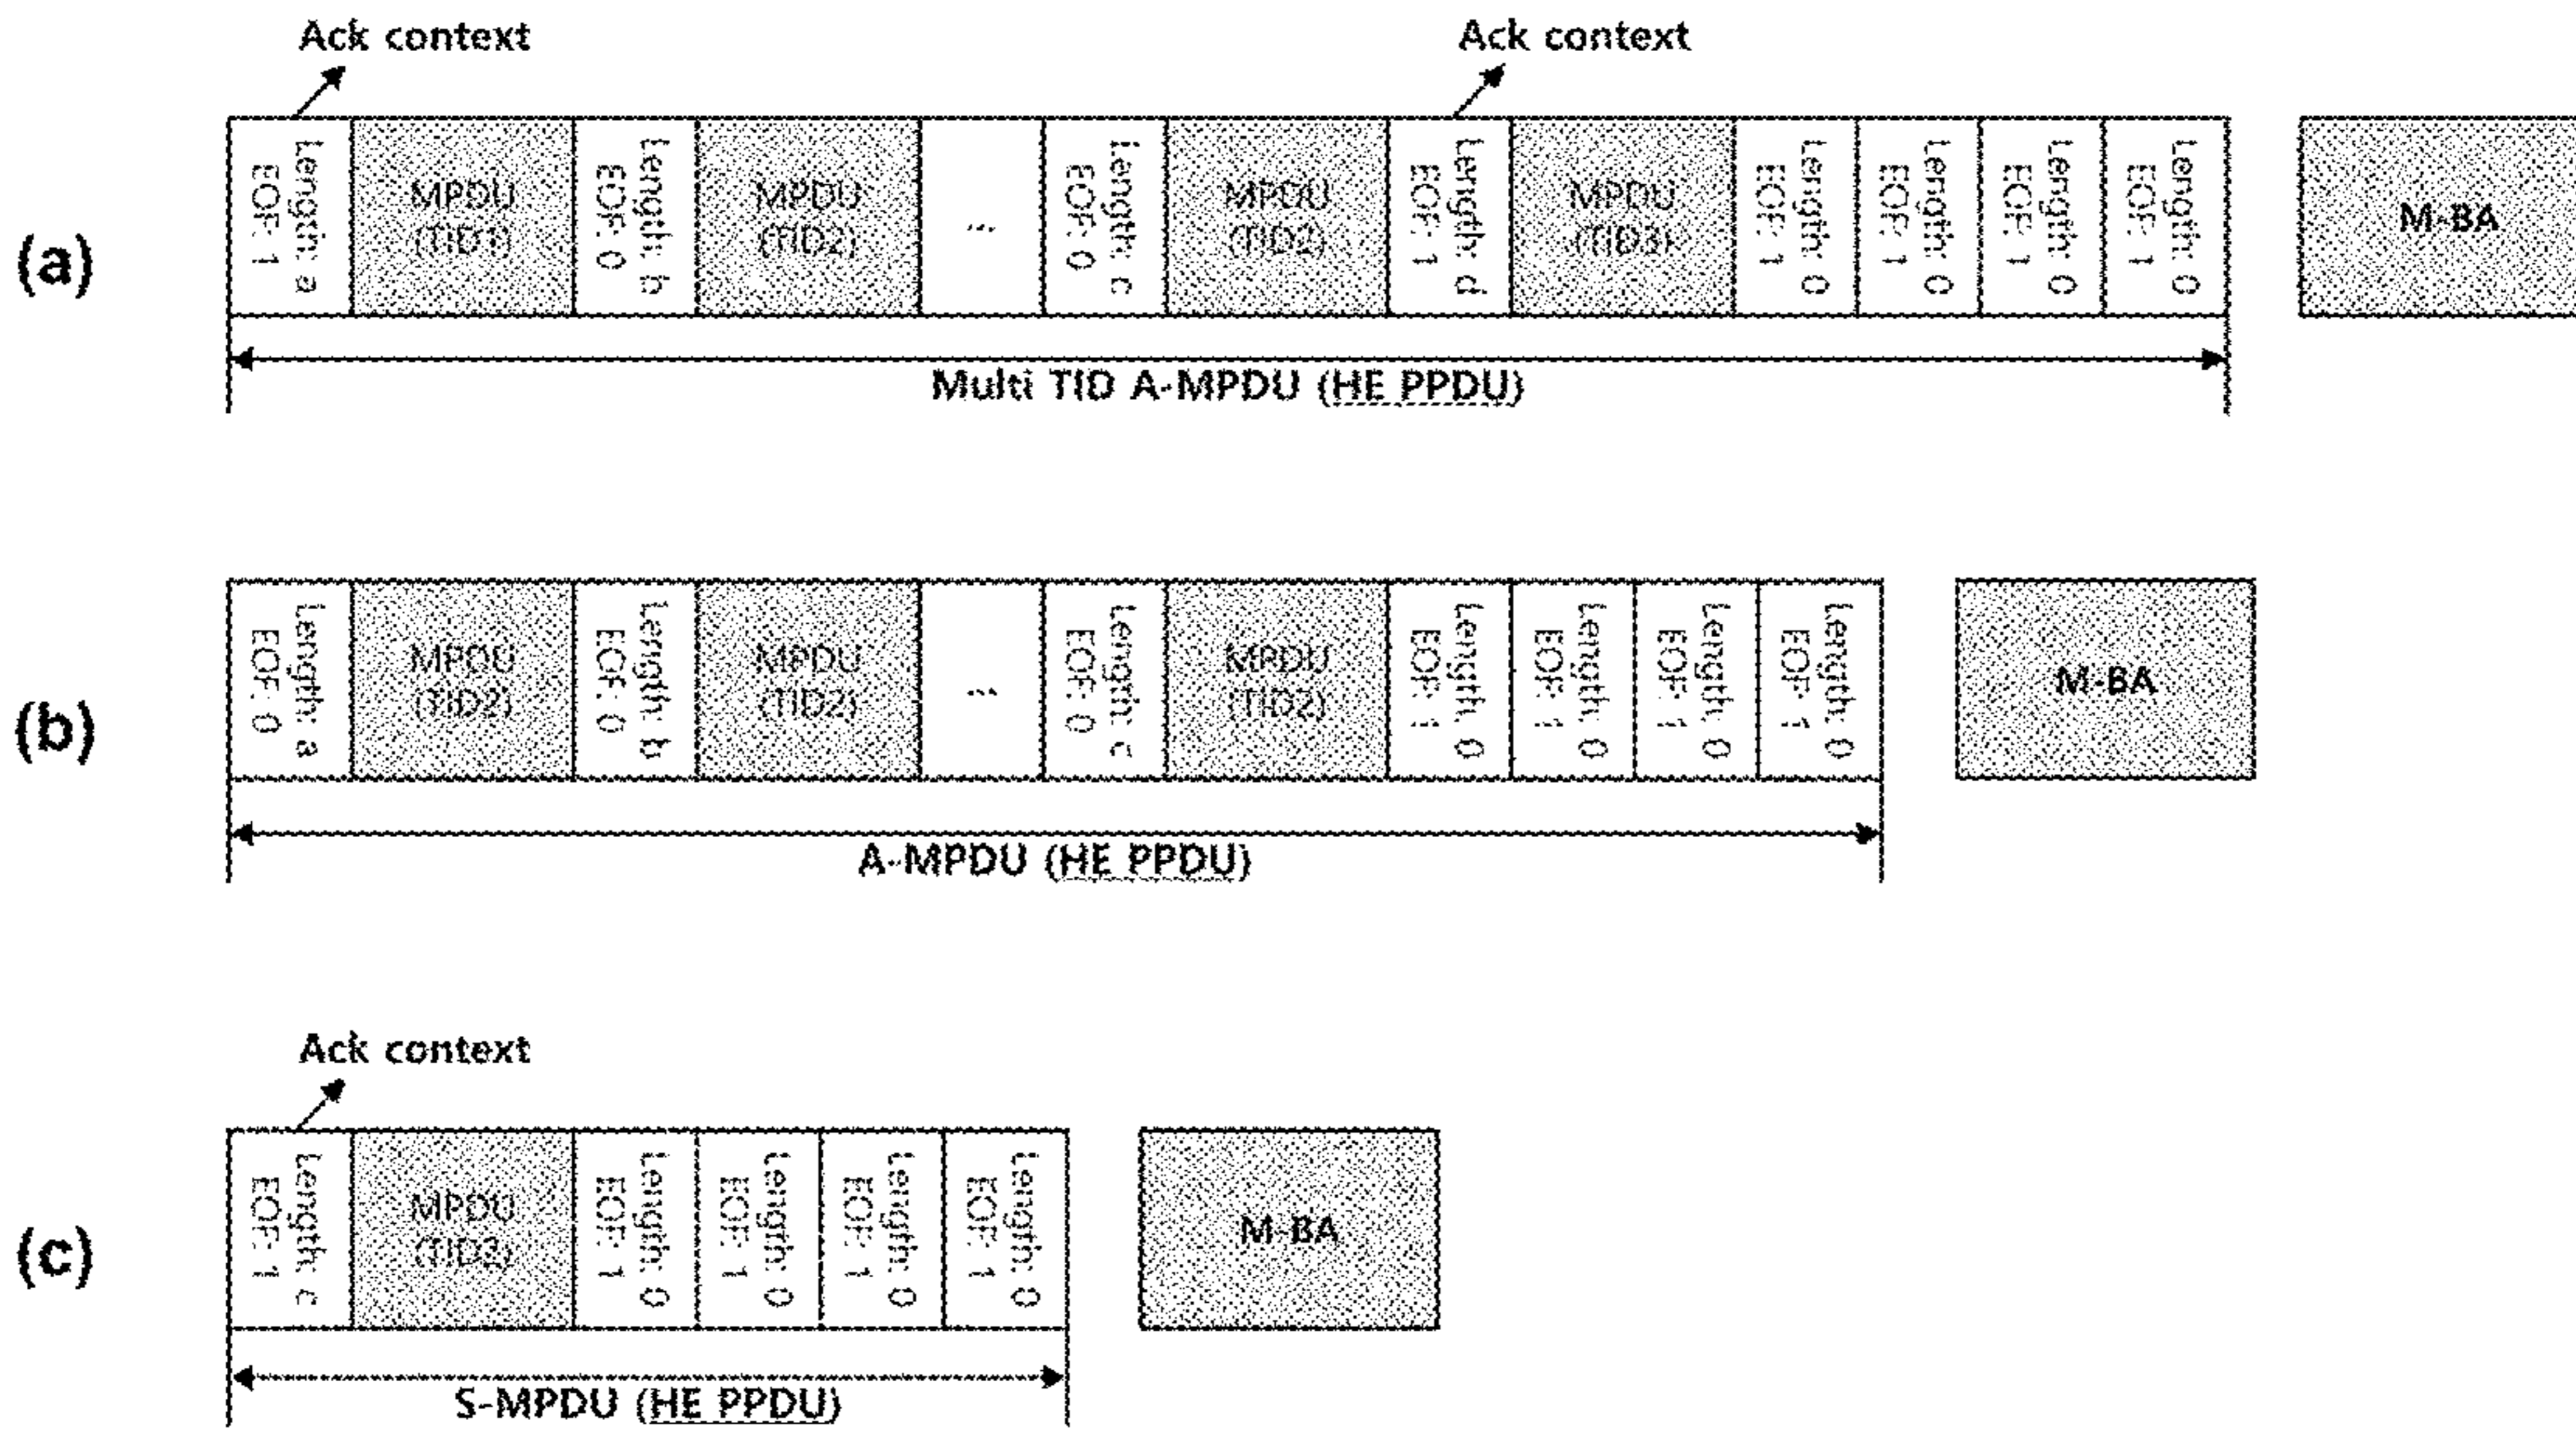 Ack context
Ack context
(a)
Length: a
EOF: 1
MPDU
(TID1)
Length: b
EOF: 0
MPDU
(TID2)
...
Length: c
EOF: 0
MPDU
(TID2)
Length: d
EOF: 1
MPDU
(TID3)
Length: 0
EOF: 1
Length: 0
EOF: 1
Length: 0
EOF: 1
Length: 0
EOF: 1
M-BA
Multi TID A-MPDU (HE PPDU)
(b)
Length: a
EOF: 0
MPDU
(TID2)
Length: b
EOF: 0
MPDU
(TID2)
...
Length: c
EOF: 0
MPDU
(TID2)
Length: 0
EOF: 1
Length: 0
EOF: 1
Length: 0
EOF: 1
Length: 0
EOF: 1
M-BA
A-MPDU (HE PPDU)
Ack context
(c)
Length: c
EOF: 1
MPDU
(TID3)
Length: 0
EOF: 1
Length: 0
EOF: 1
Length: 0
EOF: 1
Length: 0
EOF: 1
M-BA
S-MPDU (HE PPDU)